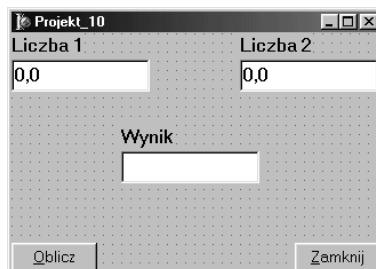 Projekt_10
Liczba 1 Liczba 2
0,0 0,0
Wynik
Oblicz Zamknij